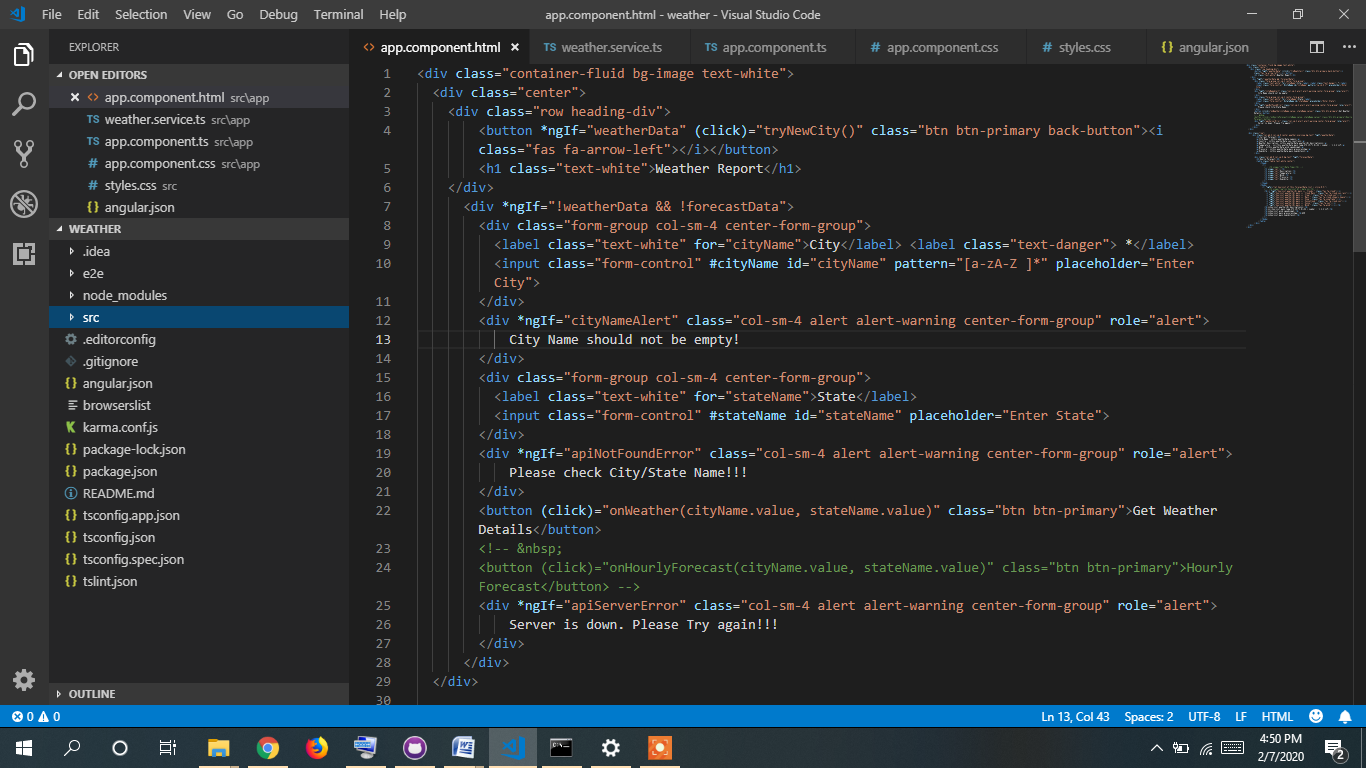 File Edit Selection View Go Debug Terminal Help
app.component.html - weather - Visual Studio Code
EXPLORER
OPEN EDITORS
app.component.html src\app
weather.service.ts src\app
TS
app.component.ts src\app
TS
app.component.css src\app
#
styles.css src
#
angular.json
{}
WEATHER
.idea
e2e
node_modules
src
.editorconfig
.gitignore
angular.json
browserslist
karma.conf.js
package-lock.json
package.json
README.md
tsconfig.app.json
tsconfig.json
tsconfig.spec.json
tslint.json
OUTLINE
<> app.component.html × TS weather.service.ts TS app.component.ts # app.component.css # styles.css {} angular.json
1 <div class="container-fluid bg-image text-white">
2 <div class="center">
3 <div class="row heading-div">
4 <button *ngIf="weatherData" (click)="tryNewCity()" class="btn btn-primary back-button"><i
class="fas fa-arrow-left"></i></button>
5 <h1 class="text-white">Weather Report</h1>
6 </div>
7 <div *ngIf="!weatherData && !forecastData">
8 <div class="form-group col-sm-4 center-form-group">
9 <label class="text-white" for="cityName">City</label> <label class="text-danger"> *</label>
10 <input class="form-control" #cityName id="cityName" pattern="[a-zA-Z ]*" placeholder="Enter
City">
11 </div>
12 <div *ngIf="cityNameAlert" class="col-sm-4 alert alert-warning center-form-group" role="alert">
13 City Name should not be empty!
14 </div>
15 <div class="form-group col-sm-4 center-form-group">
16 <label class="text-white" for="stateName">State</label>
17 <input class="form-control" #stateName id="stateName" placeholder="Enter State">
18 </div>
19 <div *ngIf="apiNotFoundError" class="col-sm-4 alert alert-warning center-form-group" role="alert">
20 Please check City/State Name!!!
21 </div>
22 <button (click)="onWeather(cityName.value, stateName.value)" class="btn btn-primary">Get Weather
Details</button>
23 <!-- &nbsp;
24 <button (click)="onHourlyForecast(cityName.value, stateName.value)" class="btn btn-primary">Hourly
Forecast</button> -->
25 <div *ngIf="apiServerError" class="col-sm-4 alert alert-warning center-form-group" role="alert">
26 Server is down. Please Try again!!!
27 </div>
28 </div>
29 </div>
30
0 0 Ln 13, Col 43 Spaces: 2 UTF-8 LF HTML
4:50 PM
2/7/2020
2